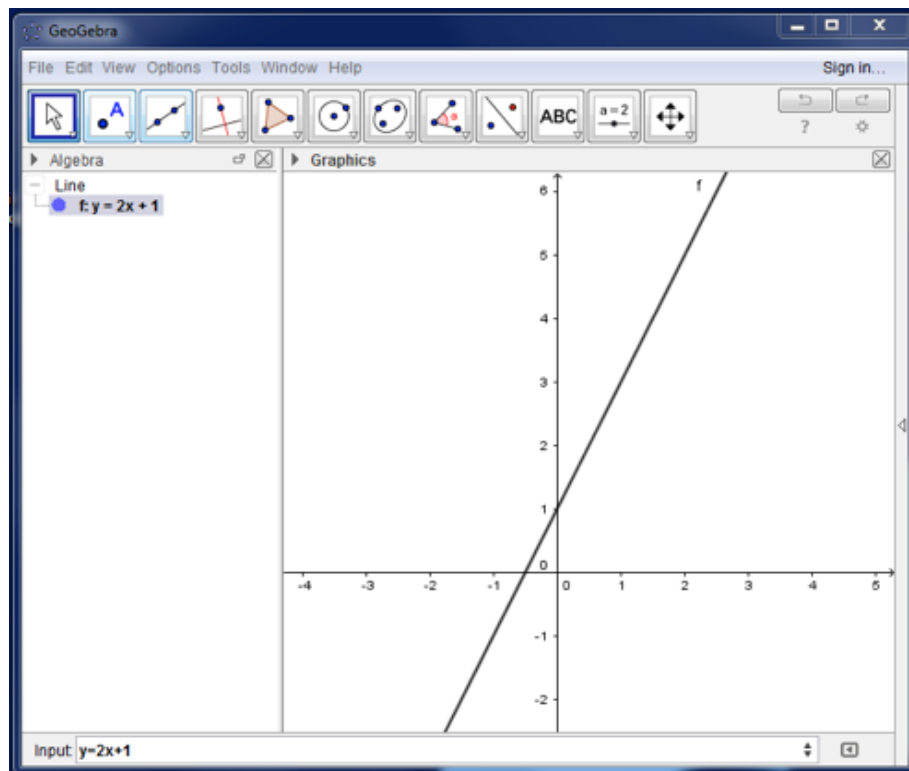 GeoGebra
File Edit View Options Tools Window Help Sign in...
A ABC a=2 ?
Algebra Graphics
Line
f: y = 2x + 1
f
6
5
4
3
2
1
0
-4 -3 -2 -1 0 1 2 3 4 5
-1
-2
Input: y=2x+1